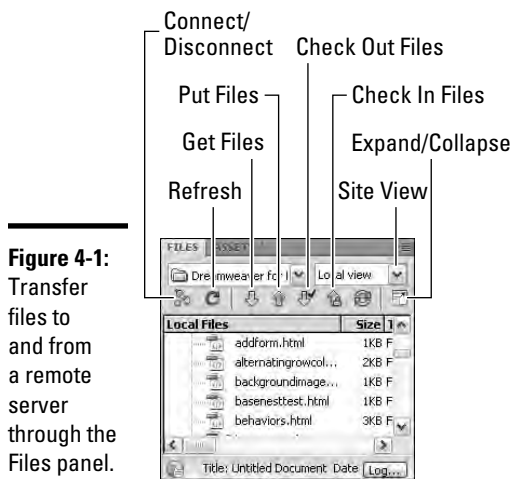 Connect/
Disconnect
Check Out Files
Put Files
Check In Files
Get Files
Expand/Collapse
Refresh
Site View
Figure 4-1:
Transfer
files to
and from
a remote
server
through the
Files panel.
FILES
Local view
Local Files Size
addform.html 1KB F
alternatingrowcol... 2KB F
backgroundimage... 1KB F
basenesttest.html 1KB F
behaviors.html 3KB F
Title: Untitled Document Date Log...